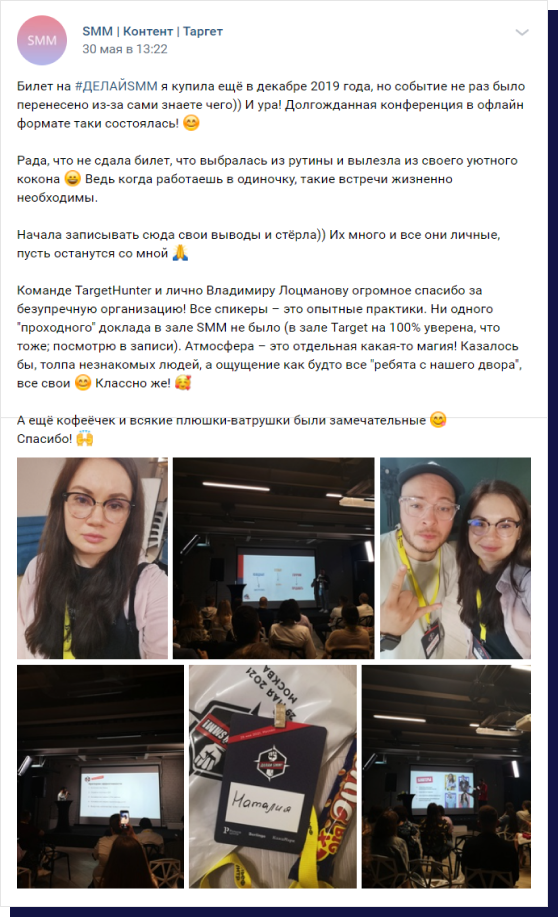 SMM
SMM | Контент | Таргет
30 мая в 13:22
Билет на #ДЕЛАЙSMM я купила ещё в декабре 2019 года, но событие не раз было
перенесено из-за сами знаете чего)) И ура! Долгожданная конференция в офлайн
формате таки состоялась! 😊
Рада, что не сдала билет, что выбралась из рутины и вылезла из своего уютного
кокона 😄 Ведь когда работаешь в одиночку, такие встречи жизненно
необходимы.
Начала записывать сюда свои выводы и стёрла)) Их много и все они личные,
пусть останутся со мной 🙏
Команде TargetHunter и лично Владимиру Лоцманову огромное спасибо за
безупречную организацию! Все спикеры – это опытные практики. Ни одного
"проходного" доклада в зале SMM не было (в зале Target на 100% уверена, что
тоже; посмотрю в записи). Атмосфера – это отдельная какая-то магия! Казалось
бы, толпа незнакомых людей, а ощущение как будто все "ребята с нашего двора",
все свои 😊 Классно же! 🥰
А ещё кофеёчек и всякие плюшки-ватрушки были замечательные 😋
Спасибо! 🙌
МОСКВА
Наталия